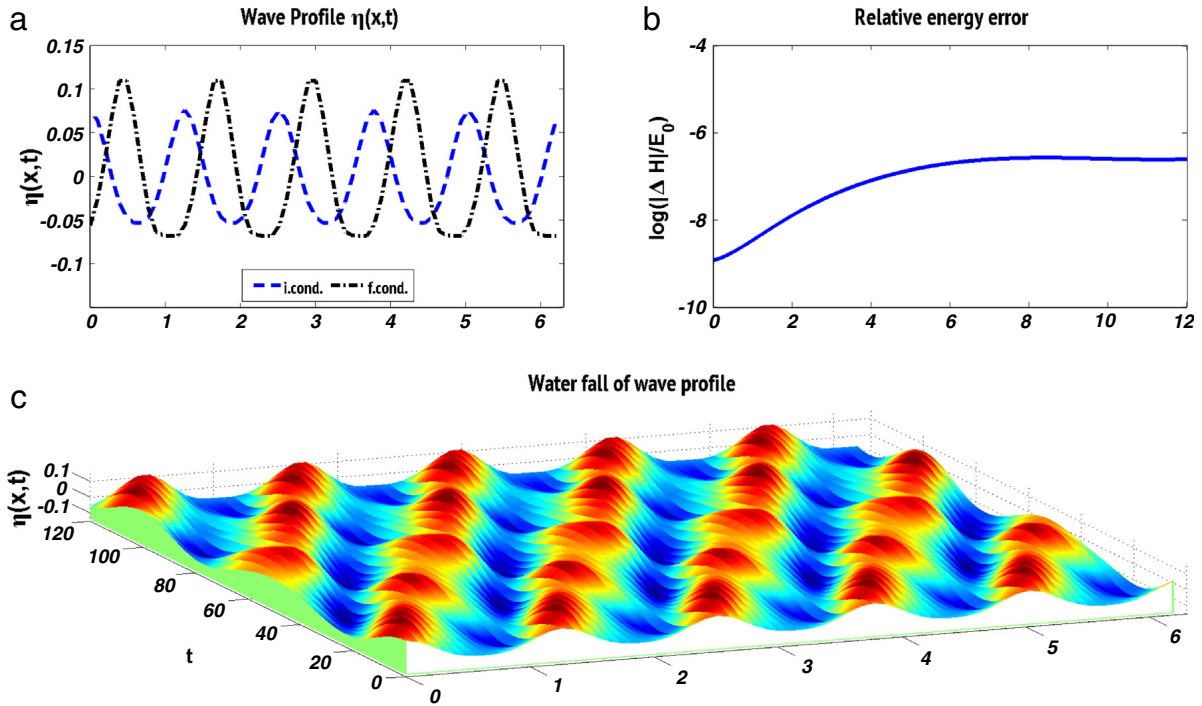 a
Wave Profile η(x,t)
0.15
0.1
0.05
0
-0.05
-0.1
η(x,t)
i.cond.
f.cond.
0 1 2 3 4 5 6
b
Relative energy error
-4
-6
-8
-10
log(|Δ H|/E0)
0 2 4 6 8 10 12
c
Water fall of wave profile
η(x,t)
0.1
0
-0.1
120
100
80
60
40
20
0
t
0 1 2 3 4 5 6